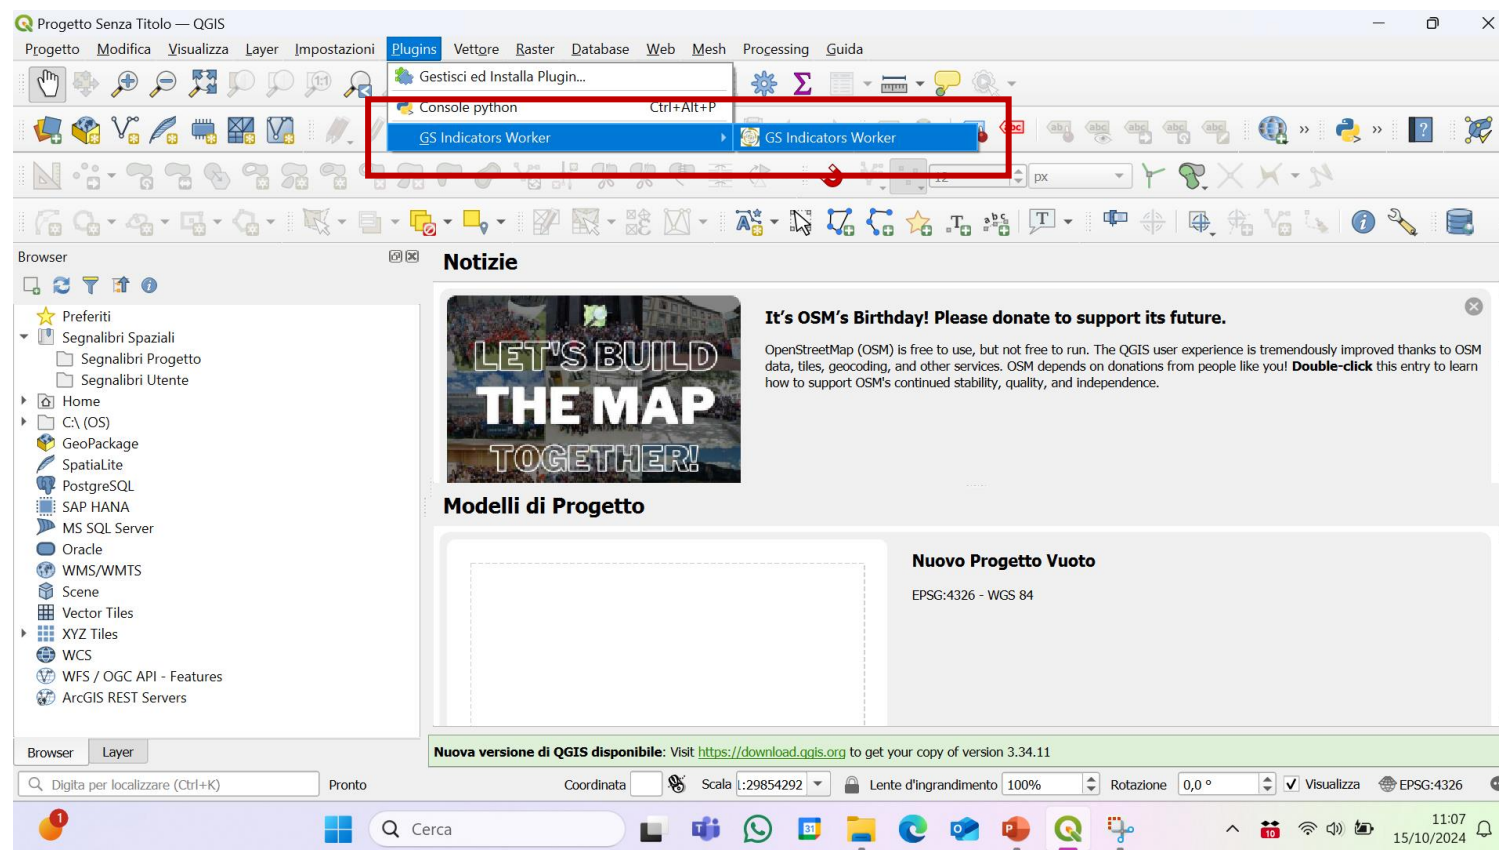 Progetto Senza Titolo — QGIS
Progetto Modifica Visualizza Layer Impostazioni Plugins Vettore Raster Database Web Mesh Processing Guida
Gestisci ed Installa Plugin...
Console python Ctrl+Alt+P
GS Indicators Worker
GS Indicators Worker
12 px
Browser
Notizie
Preferiti
Segnalibri Spaziali
Segnalibri Progetto
Segnalibri Utente
Home
C:\ (OS)
GeoPackage
SpatiaLite
PostgreSQL
SAP HANA
MS SQL Server
Oracle
WMS/WMTS
Scene
Vector Tiles
XYZ Tiles
WCS
WFS / OGC API - Features
ArcGIS REST Servers
LET'S BUILD
THE MAP
TOGETHER!
It's OSM's Birthday! Please donate to support its future.
OpenStreetMap (OSM) is free to use, but not free to run. The QGIS user experience is tremendously improved thanks to OSM
data, tiles, geocoding, and other services. OSM depends on donations from people like you! Double-click this entry to learn
how to support OSM's continued stability, quality, and independence.
Modelli di Progetto
Nuovo Progetto Vuoto
EPSG:4326 - WGS 84
Browser Layer
Nuova versione di QGIS disponibile: Visit https://download.qgis.org to get your copy of version 3.34.11
Digita per localizzare (Ctrl+K) Pronto Coordinata Scala 1:29854292 Lente d'ingrandimento 100% Rotazione 0,0 ° Visualizza EPSG:4326
1
Cerca
31
10
11:07
15/10/2024